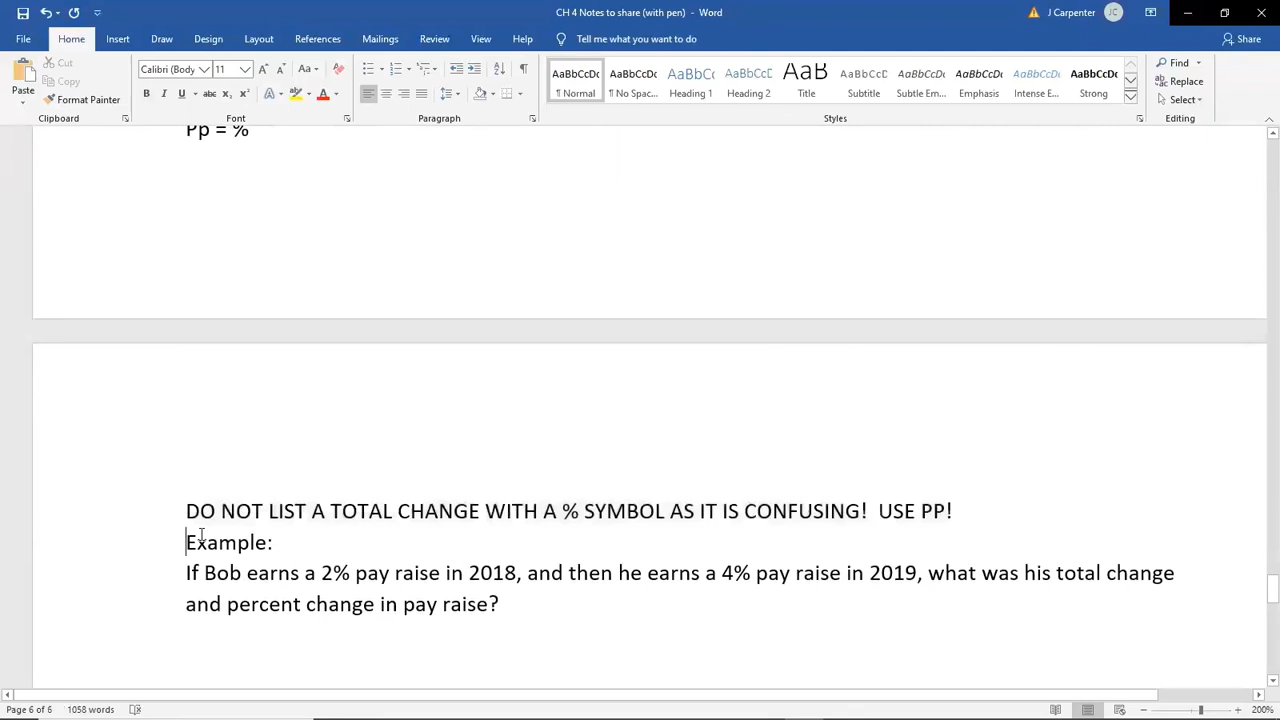 CH 4 Notes to share (with pen) - Word
J Carpenter
JC
File Home Insert Draw Design Layout References Mailings Review View Help Tell me what you want to do
Share
Paste
Cut
Copy
Format Painter
Clipboard
Calibri (Body
11
Font
Paragraph
AaBbCcDc AaBbCcDc AaBbCc AaBbCcD AaB AaBbCcD AaBbCcDc AaBbCcDc AaBbCcDc AaBbCcDc
¶ Normal ¶ No Spac... Heading 1 Heading 2 Title Subtitle Subtle Em... Emphasis Intense E... Strong
Styles
Find
Replace
Select
Editing
Pp = %
DO NOT LIST A TOTAL CHANGE WITH A % SYMBOL AS IT IS CONFUSING! USE PP!
Example:
If Bob earns a 2% pay raise in 2018, and then he earns a 4% pay raise in 2019, what was his total change
and percent change in pay raise?
Page 6 of 6 1058 words
200%